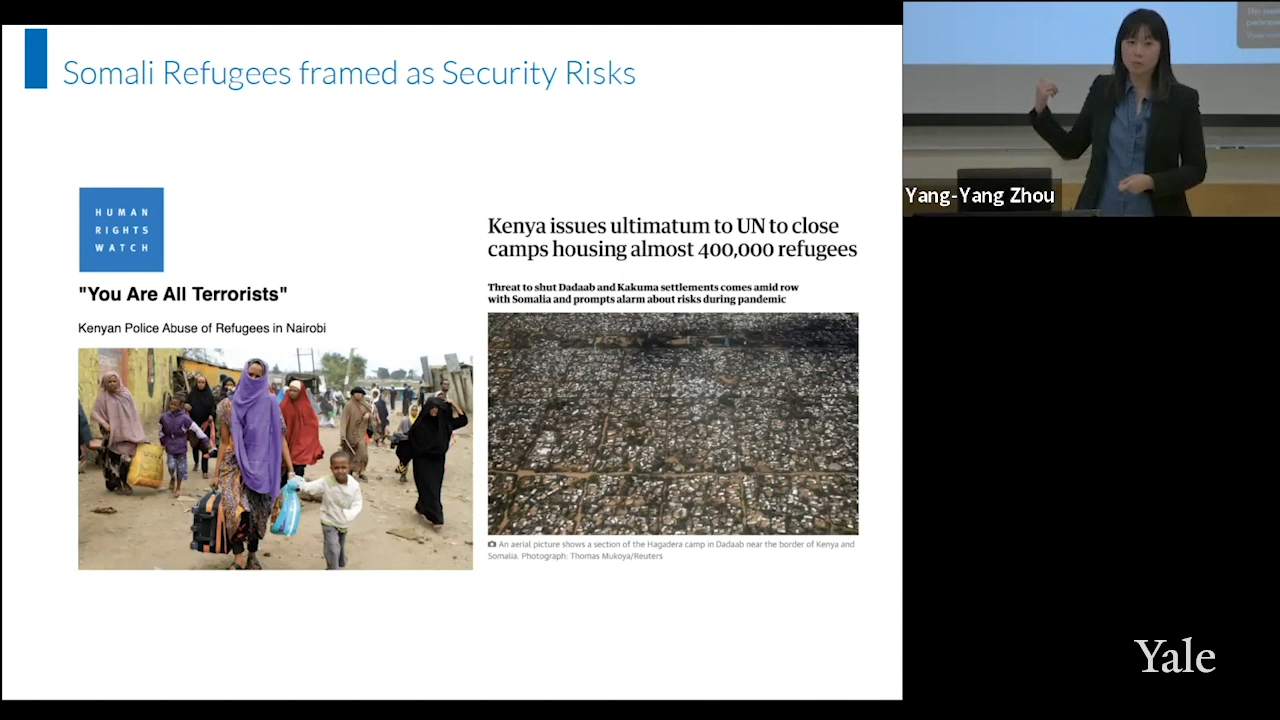 Somali Refugees framed as Security Risks
HUMAN
RIGHTS
WATCH
"You Are All Terrorists"
Kenyan Police Abuse of Refugees in Nairobi
Kenya issues ultimatum to UN to close
camps housing almost 400,000 refugees
Threat to shut Dadaab and Kakuma settlements comes amid row
with Somalia and prompts alarm about risks during pandemic
An aerial picture shows a section of the Hagadera camp in Dadaab near the border of Kenya and
Somalia. Photograph: Thomas Mukoya/Reuters
Yang-Yang Zhou
Yale